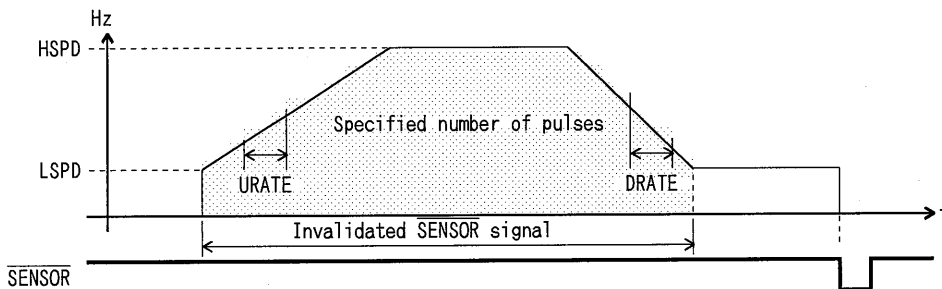 Hz
HSPD
Specified number of pulses
LSPD
URATE
DRATE
Invalidated SENSOR signal
SENSOR